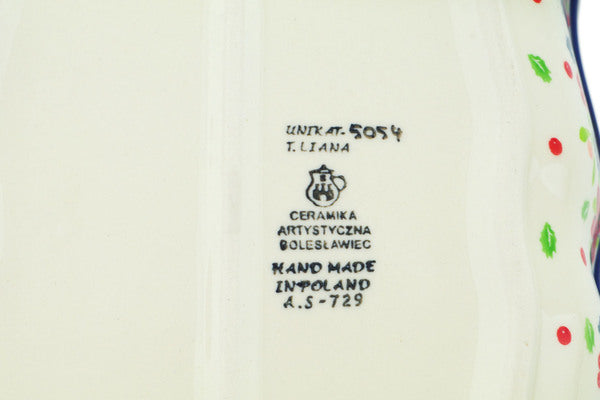 UNIKAT-5054
T. LIANA
CERAMIKA
ARTYSTYCZNA
BOLESŁAWIEC
HAND MADE
IN POLAND
A.S-729